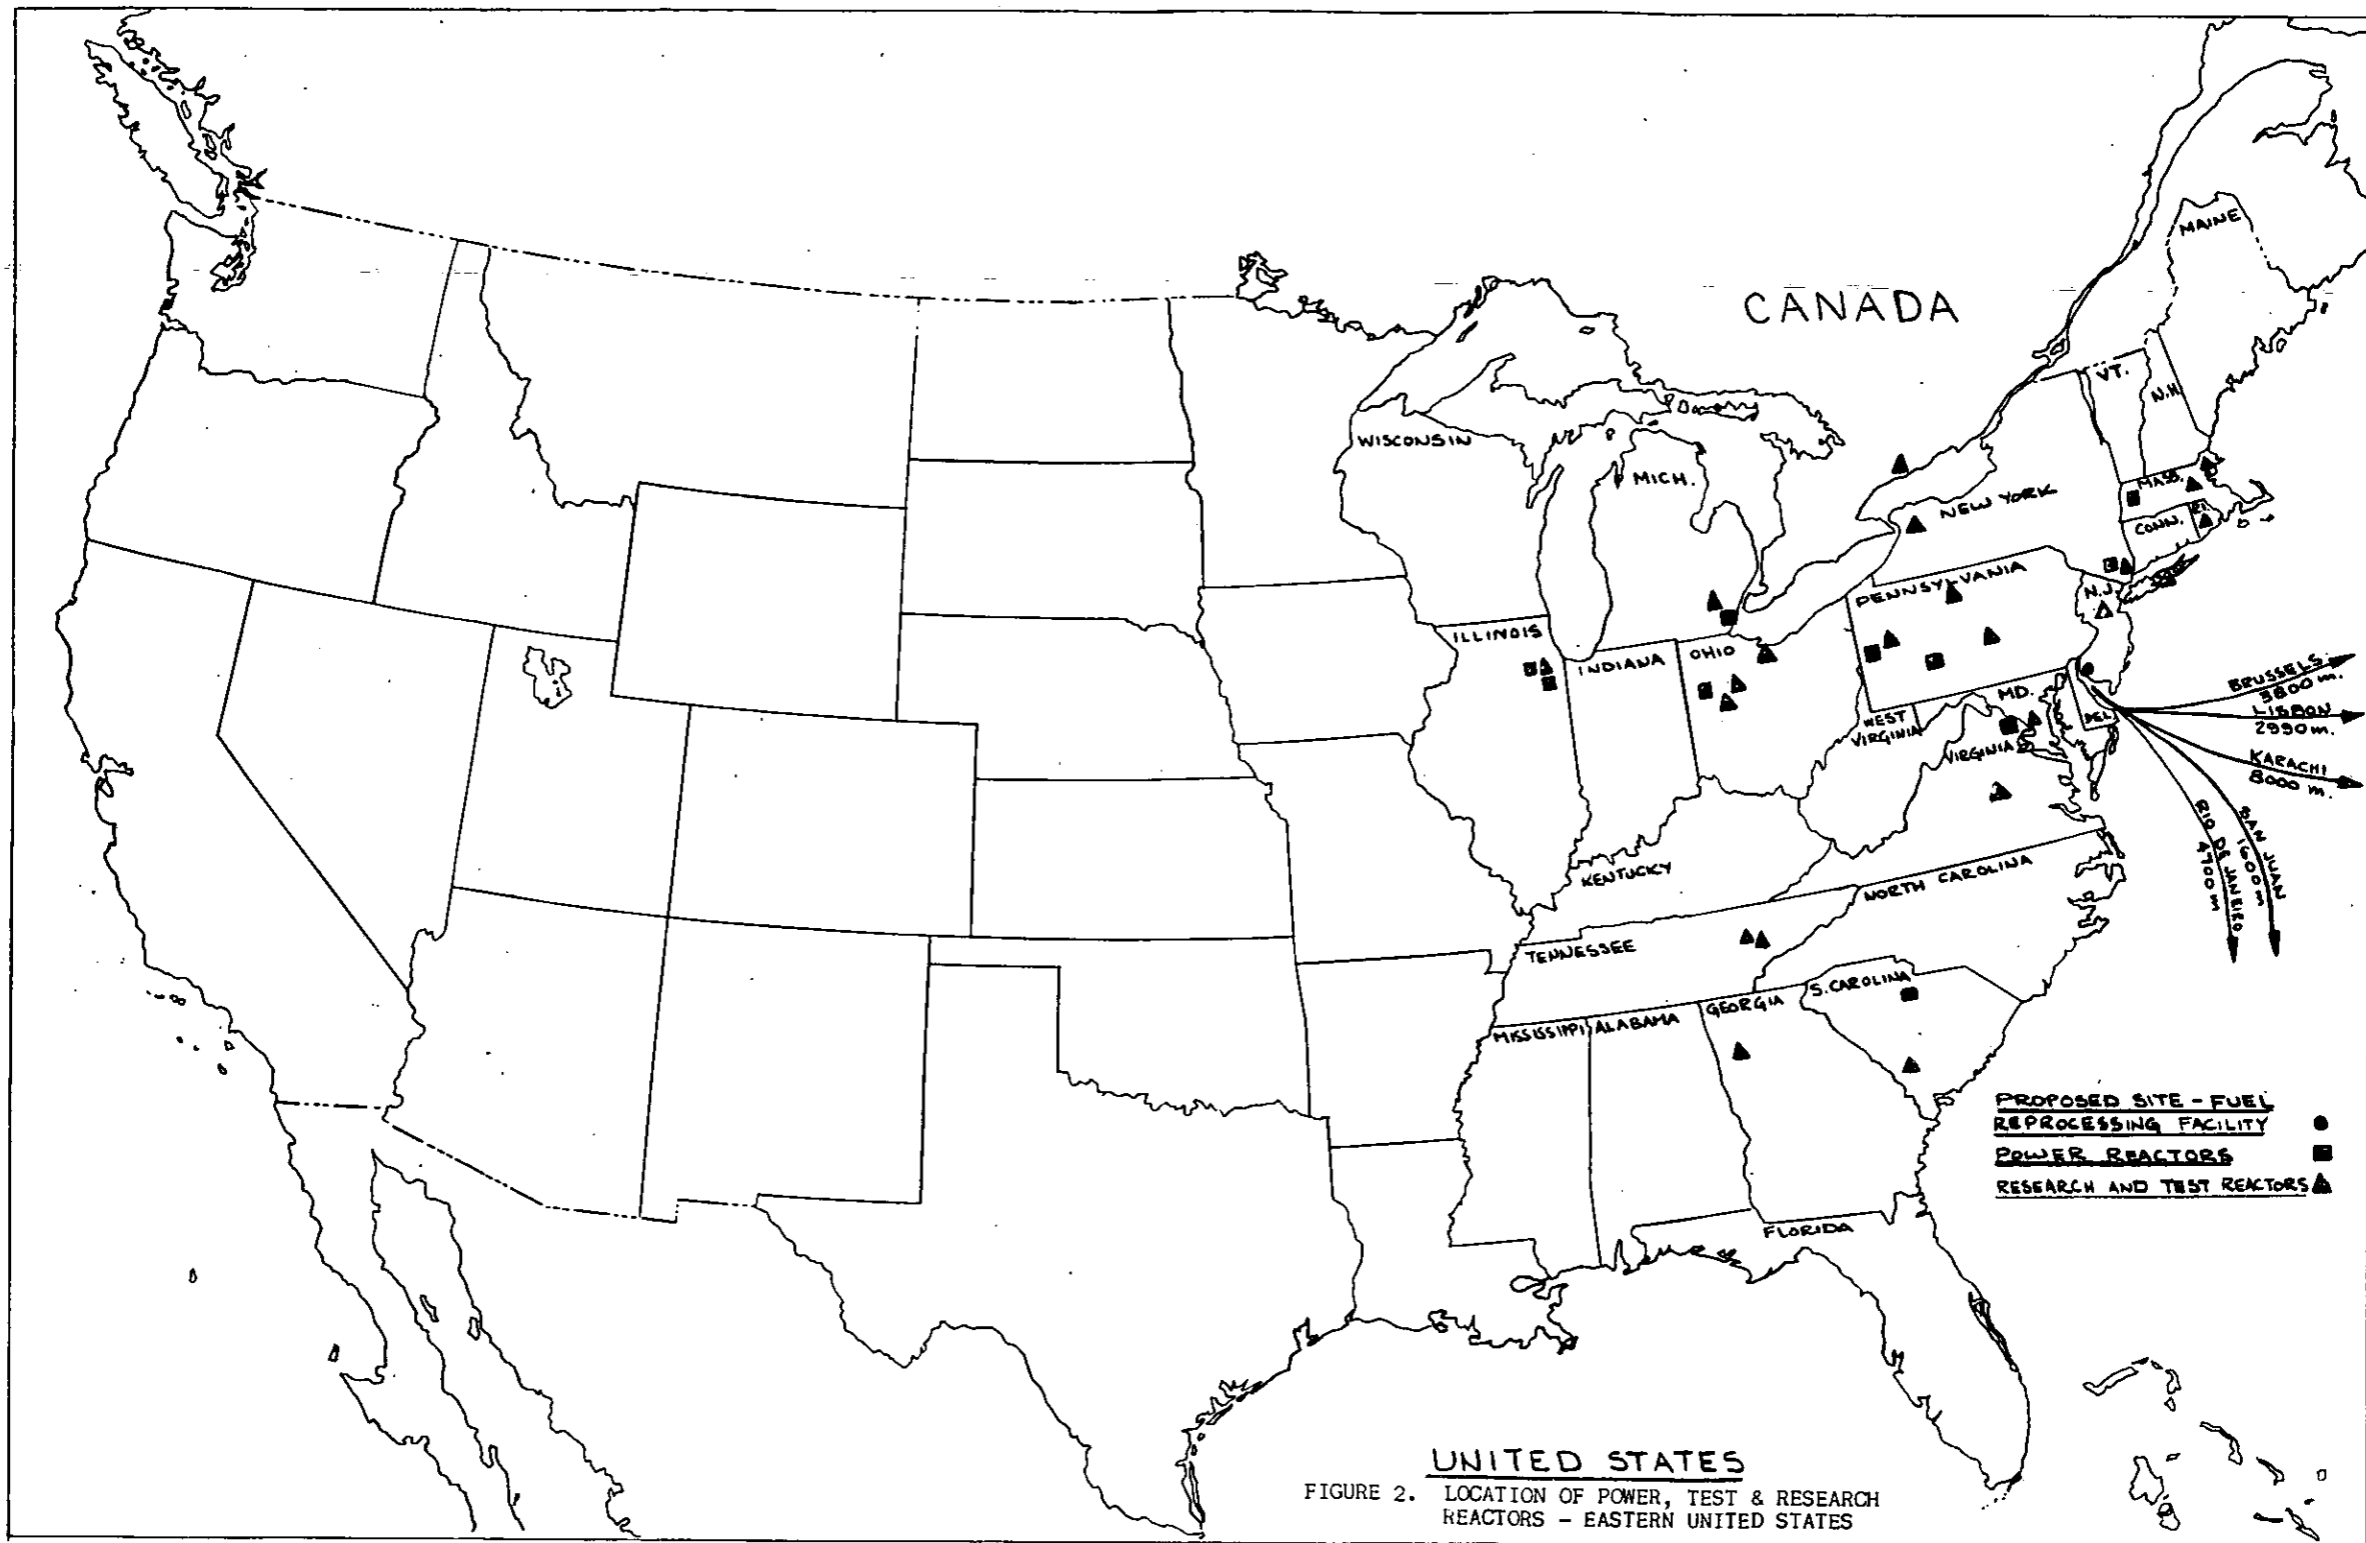 CANADA
MAINE
VT.
N.H.
WISCONSIN
MICH.
MASS.
NEW YORK
CONN.
R.I.
PENNSYLVANIA
N.J.
ILLINOIS
INDIANA
OHIO
MD.
DEL.
WEST
VIRGINIA
VIRGINIA
BRUSSELS
3800 m.
LISBON
2990 m.
KARACHI
8000 m.
SAN JUAN
1600 m
RIO DE JANEIRO
4700 m
KENTUCKY
NORTH CAROLINA
TENNESSEE
S. CAROLINA
GEORGIA
MISSISSIPPI
ALABAMA
FLORIDA
PROPOSED SITE - FUEL
REPROCESSING FACILITY
POWER REACTORS
RESEARCH AND TEST REACTORS
UNITED STATES
FIGURE 2. LOCATION OF POWER, TEST & RESEARCH
REACTORS - EASTERN UNITED STATES